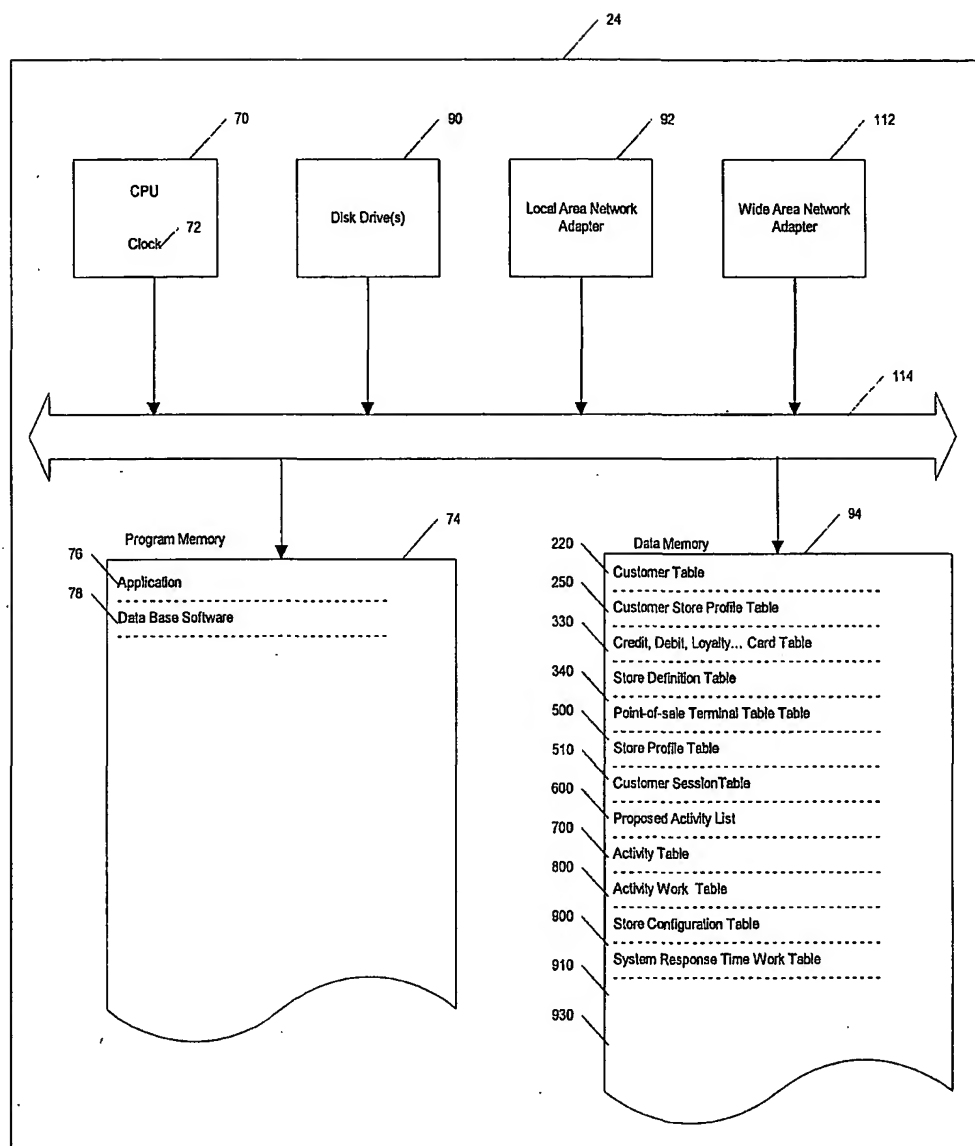 24
70
90
92
112
CPU
Clock
72
Disk Drive(s)
Local Area Network
Adapter
Wide Area Network
Adapter
114
Program Memory
74
76
Application
78
Data Base Software
Data Memory
94
220
Customer Table
250
Customer Store Profile Table
330
Credit, Debit, Loyalty... Card Table
340
Store Definition Table
Point-of-sale Terminal Table Table
500
Store Profile Table
510
Customer SessionTable
600
Proposed Activity List
700
Activity Table
800
Activity Work Table
900
Store Configuration Table
System Response Time Work Table
910
930